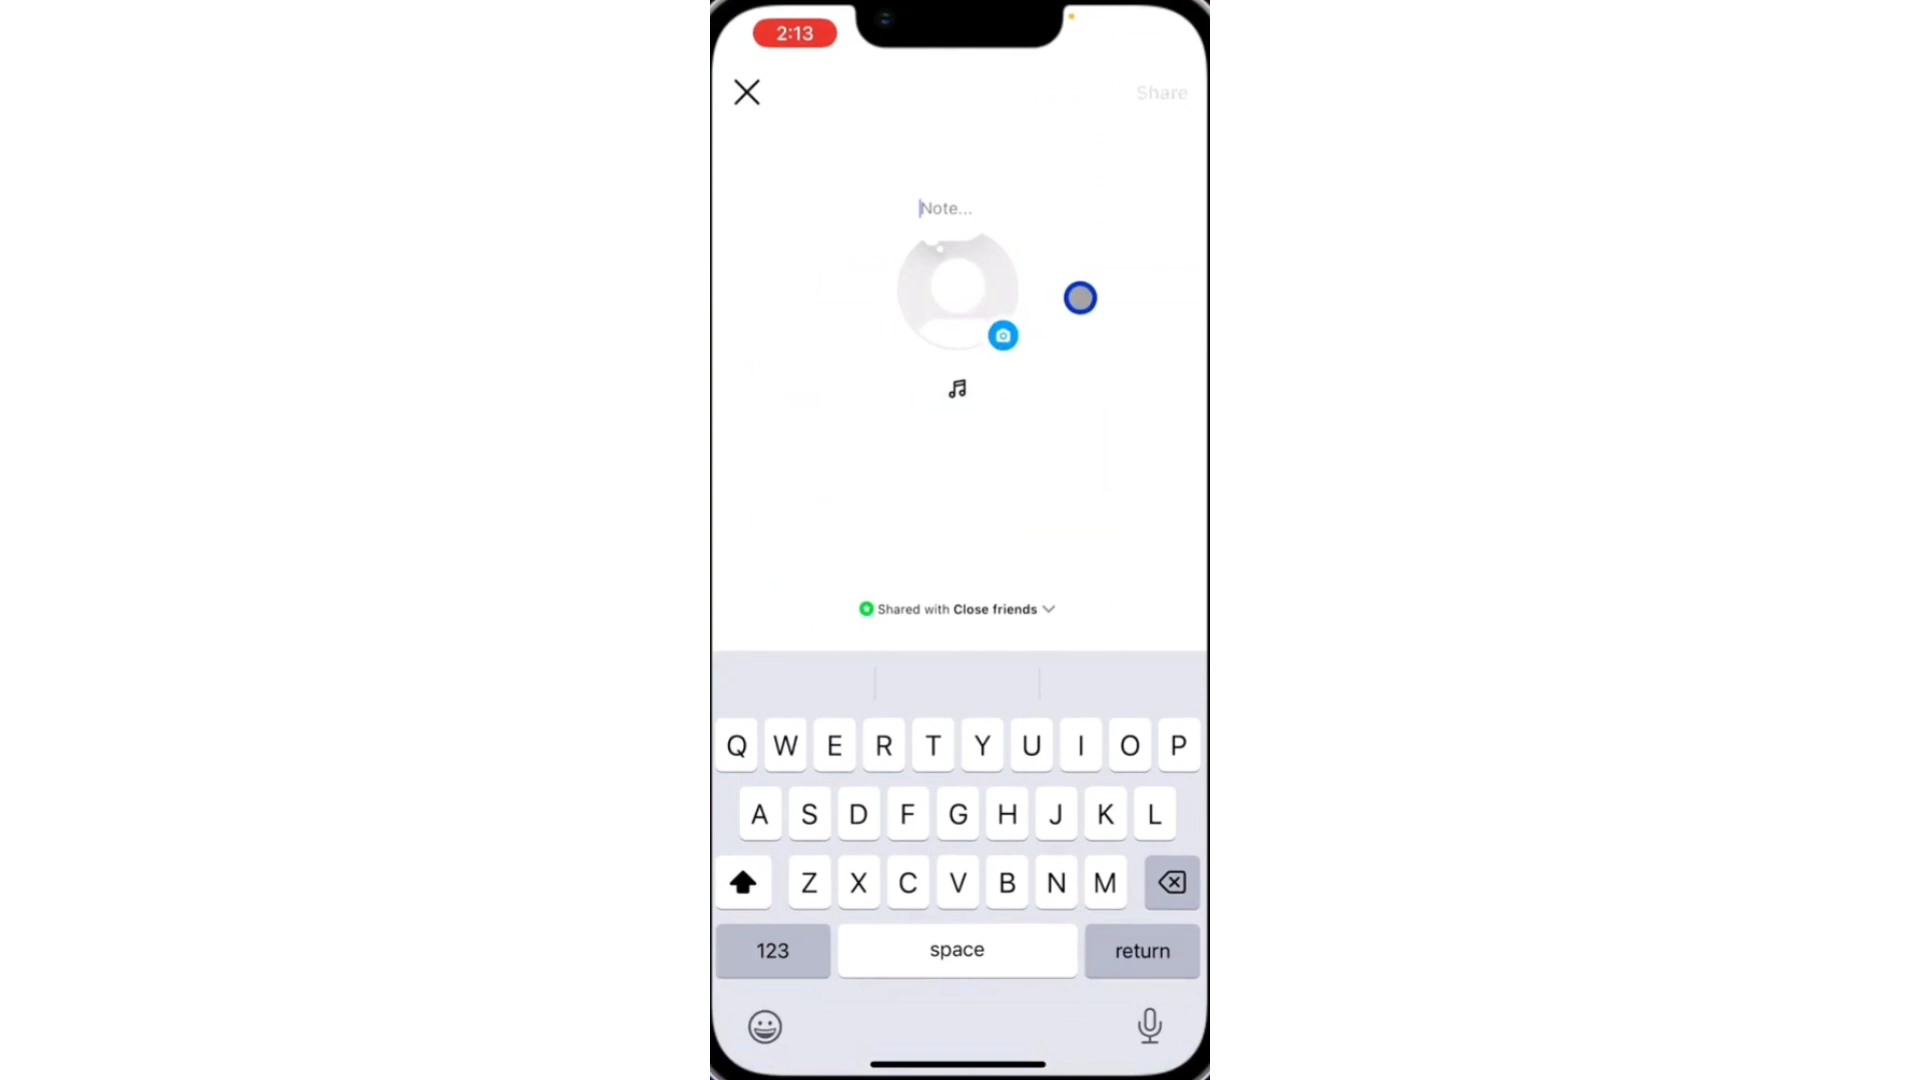 2:13
Share
Note...
Shared with Close friends
Q W E R T Y U I O P
A S D F G H J K L
Z X C V B N M
123 space return